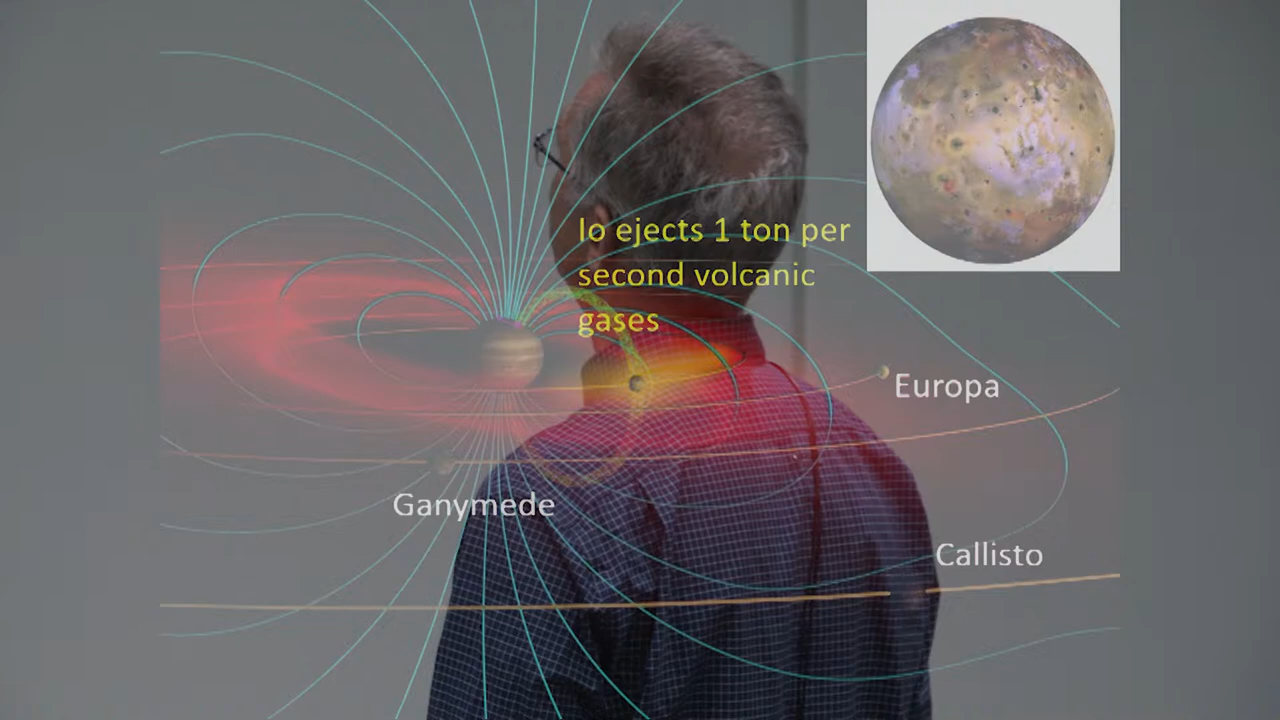 Io ejects 1 ton per
second volcanic
gases
Europa
Ganymede
Callisto